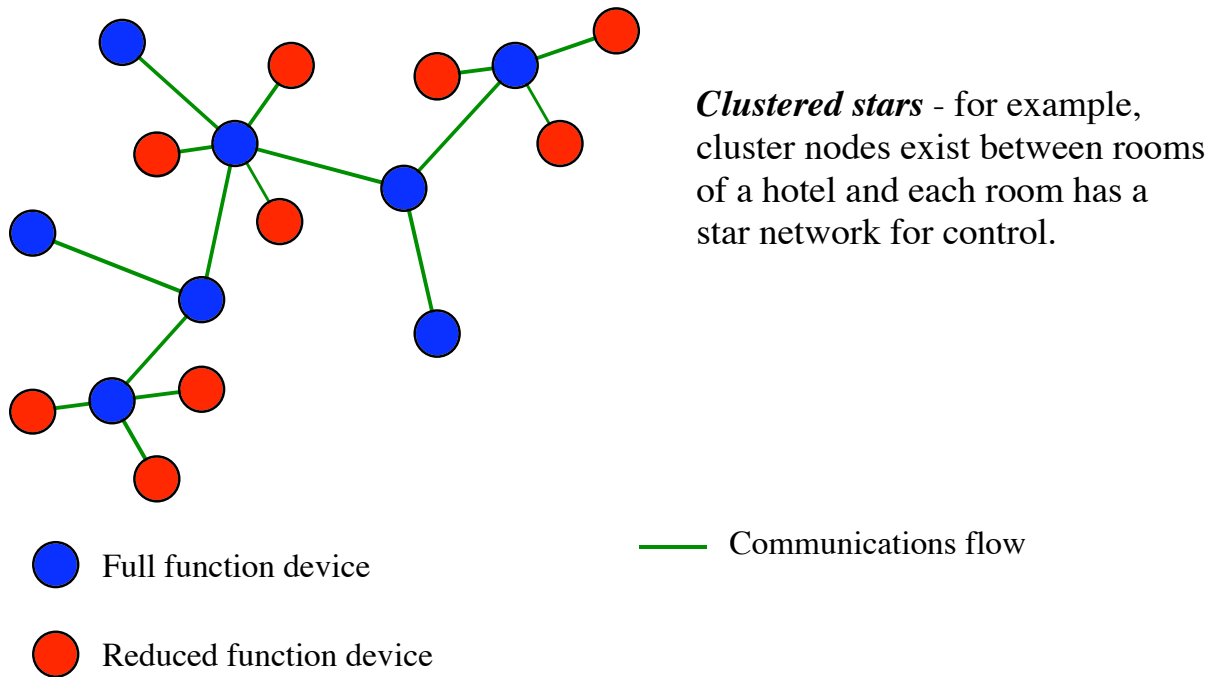 Clustered stars - for example,
cluster nodes exist between rooms
of a hotel and each room has a
star network for control.
Communications flow
Full function device
Reduced function device